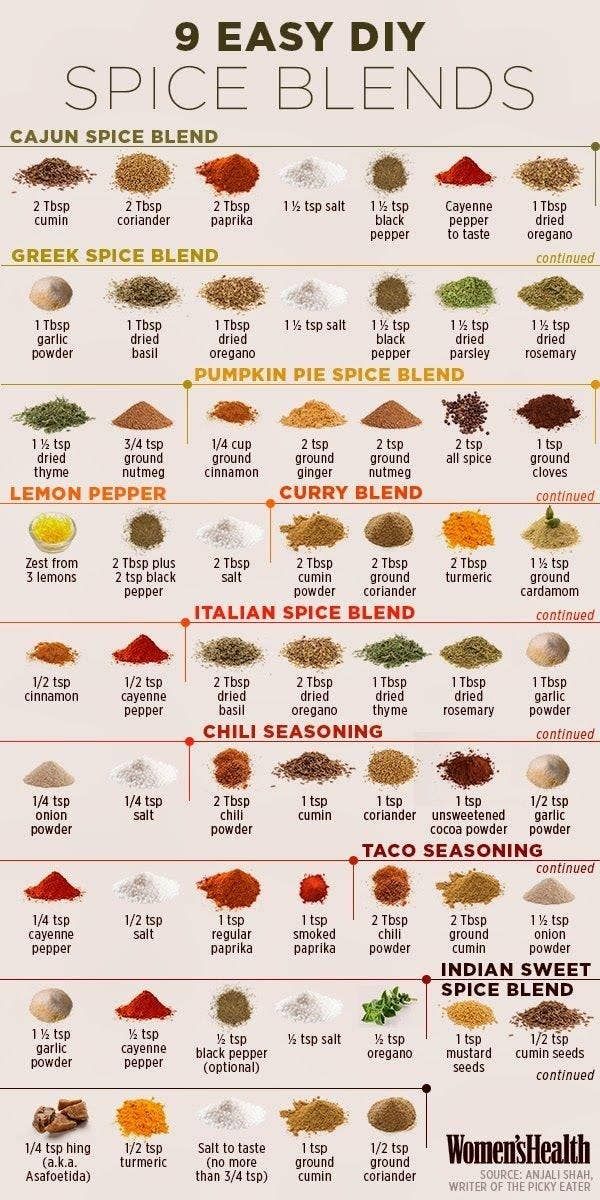 9 EASY DIY
SPICE BLENDS
CAJUN SPICE BLEND
2 Tbsp
cumin
2 Tbsp
coriander
2 Tbsp
paprika
1 ½ tsp salt
1 ½ tsp
black
pepper
Cayenne
pepper
to taste
1 Tbsp
dried
oregano
GREEK SPICE BLEND
continued
1 Tbsp
garlic
powder
1 Tbsp
dried
basil
1 Tbsp
dried
oregano
1 ½ tsp salt
1 ½ tsp
black
pepper
1 ½ tsp
dried
parsley
1 ½ tsp
dried
rosemary
PUMPKIN PIE SPICE BLEND
1 ½ tsp
dried
thyme
3/4 tsp
ground
nutmeg
1/4 cup
ground
cinnamon
2 tsp
ground
ginger
2 tsp
ground
nutmeg
2 tsp
all spice
1 tsp
ground
cloves
LEMON PEPPER
CURRY BLEND
continued
Zest from
3 lemons
2 Tbsp plus
2 tsp black
pepper
2 Tbsp
salt
2 Tbsp
cumin
powder
2 Tbsp
ground
coriander
2 Tbsp
turmeric
1 ½ tsp
ground
cardamom
ITALIAN SPICE BLEND
continued
1/2 tsp
cinnamon
1/2 tsp
cayenne
pepper
2 Tbsp
dried
basil
2 Tbsp
dried
oregano
1 Tbsp
dried
thyme
1 Tbsp
dried
rosemary
1 Tbsp
garlic
powder
CHILI SEASONING
continued
1/4 tsp
onion
powder
1/4 tsp
salt
2 Tbsp
chili
powder
1 tsp
cumin
1 tsp
coriander
1 tsp
unsweetened
cocoa powder
1/2 tsp
garlic
powder
TACO SEASONING
continued
1/4 tsp
cayenne
pepper
1/2 tsp
salt
1 tsp
regular
paprika
1 tsp
smoked
paprika
2 Tbsp
chili
powder
2 Tbsp
ground
cumin
1 ½ tsp
onion
powder
INDIAN SWEET
SPICE BLEND
1 ½ tsp
garlic
powder
½ tsp
cayenne
pepper
½ tsp
black pepper
(optional)
½ tsp salt
½ tsp
oregano
1 tsp
mustard
seeds
1/2 tsp
cumin seeds
continued
1/4 tsp hing
(a.k.a.
Asafoetida)
1/2 tsp
turmeric
Salt to taste
(no more
than 3/4 tsp)
1 tsp
ground
cumin
1/2 tsp
ground
coriander
Women'sHealth
SOURCE: ANJALI SHAH,
WRITER OF THE PICKY EATER